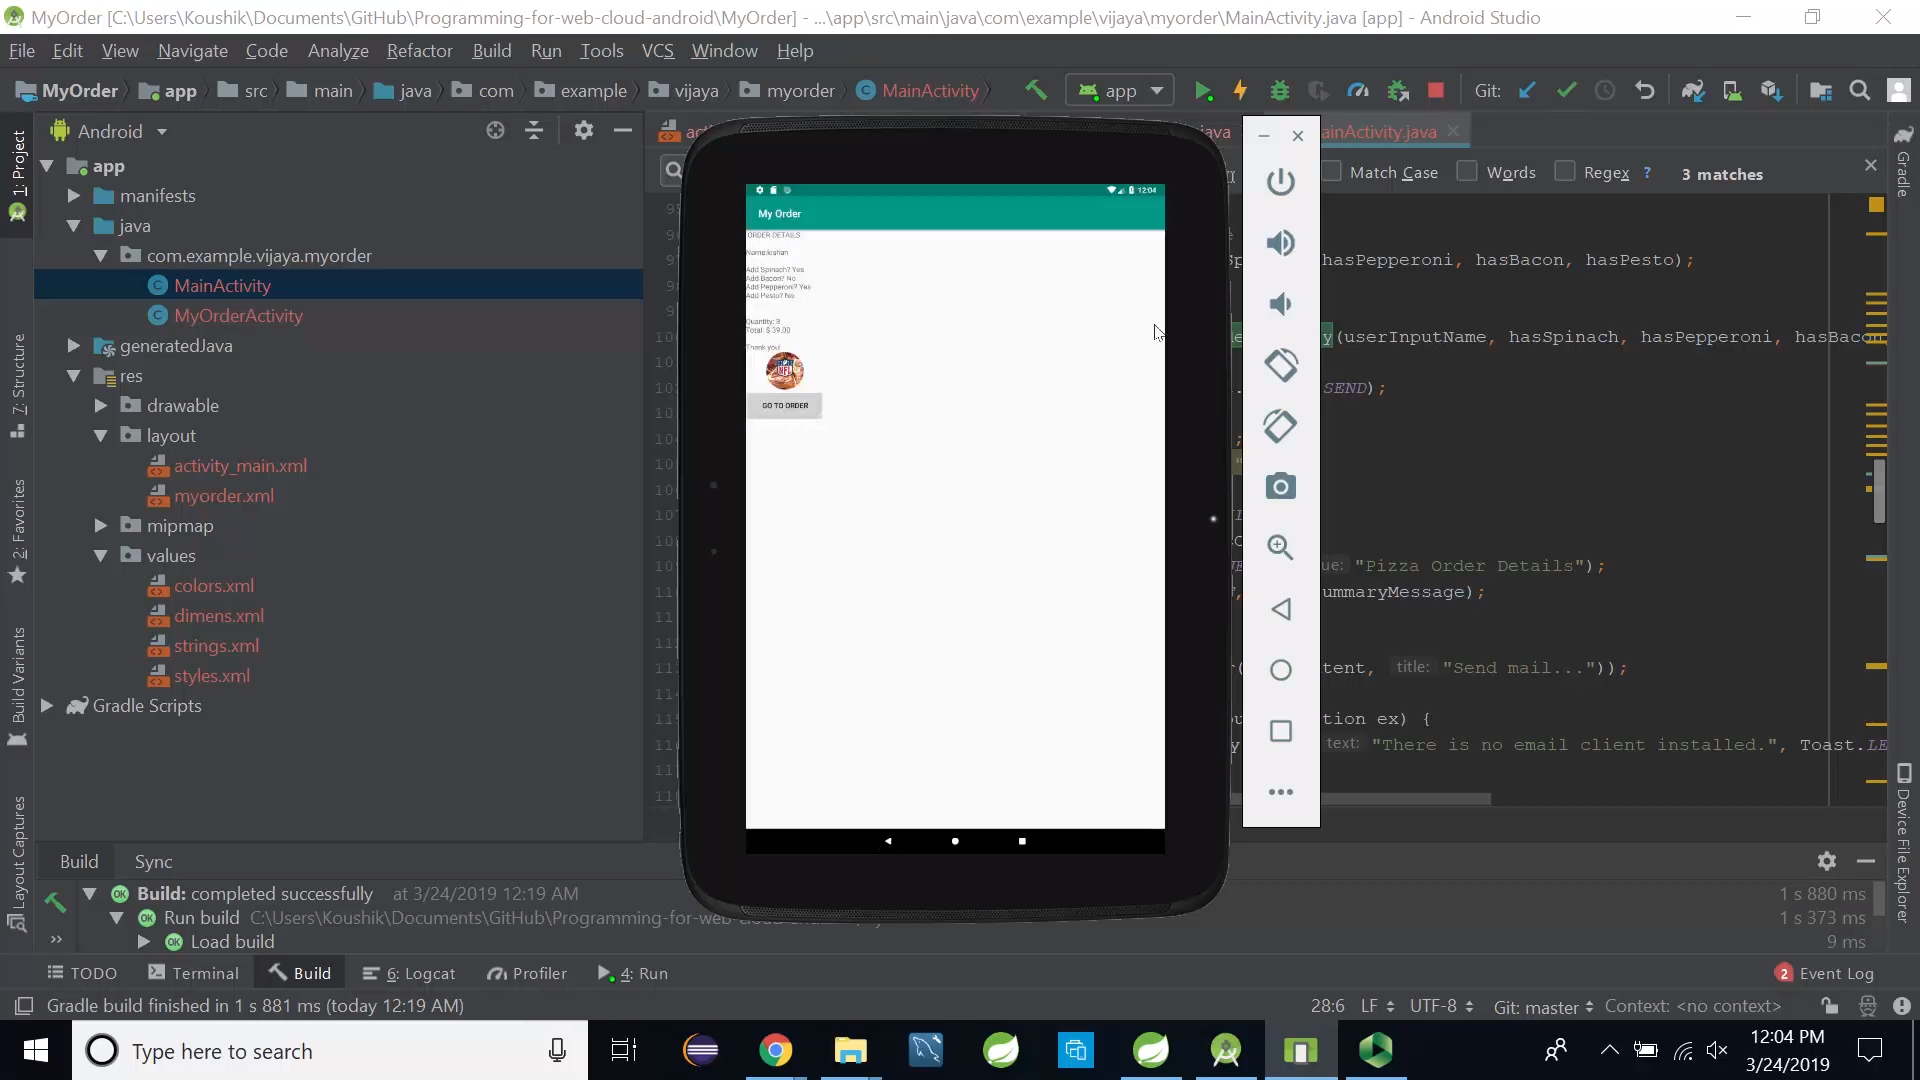 MyOrder [C:\Users\Koushik\Documents\GitHub\Programming-for-web-cloud-android\MyOrder] - ...\app\src\main\java\com\example\vijaya\myorder\MainActivity.java [app] - Android Studio
File Edit View Navigate Code Analyze Refactor Build Run Tools VCS Window Help
MyOrder app src main java com example vijaya myorder MainActivity app Git:
Android
ainActivity.java
Match Case Words Regex ? 3 matches
1: Project
7: Structure
2: Favorites
Build Variants
Layout Captures
app
manifests
java
com.example.vijaya.myorder
MainActivity
MyOrderActivity
generatedJava
res
drawable
layout
activity_main.xml
myorder.xml
mipmap
values
colors.xml
dimens.xml
strings.xml
styles.xml
Gradle Scripts
12:04
My Order
ORDER DETAILS
Name:kishan
Add Spinach? Yes
Add Bacon? No
Add Pepperoni? Yes
Add Pesto? No
Quantity: 3
Total: $ 39.00
Thank you!
NFL
GO TO ORDER
hasPepperoni, hasBacon, hasPesto);
y(userInputName, hasSpinach, hasPepperoni, hasBacon
SEND);
ue: "Pizza Order Details");
ummaryMessage);
tent, title: "Send mail..."));
tion ex) {
text: "There is no email client installed.", Toast.LE
Gradle
Device File Explorer
Build Sync
Build: completed successfully at 3/24/2019 12:19 AM 1 s 880 ms
Run build C:\Users\Koushik\Documents\GitHub\Programming-for-web 1 s 373 ms
Load build 9 ms
TODO Terminal Build 6: Logcat Profiler 4: Run 2 Event Log
Gradle build finished in 1 s 881 ms (today 12:19 AM) 28:6 LF UTF-8 Git: master Context: <no context>
Type here to search
12:04 PM
3/24/2019